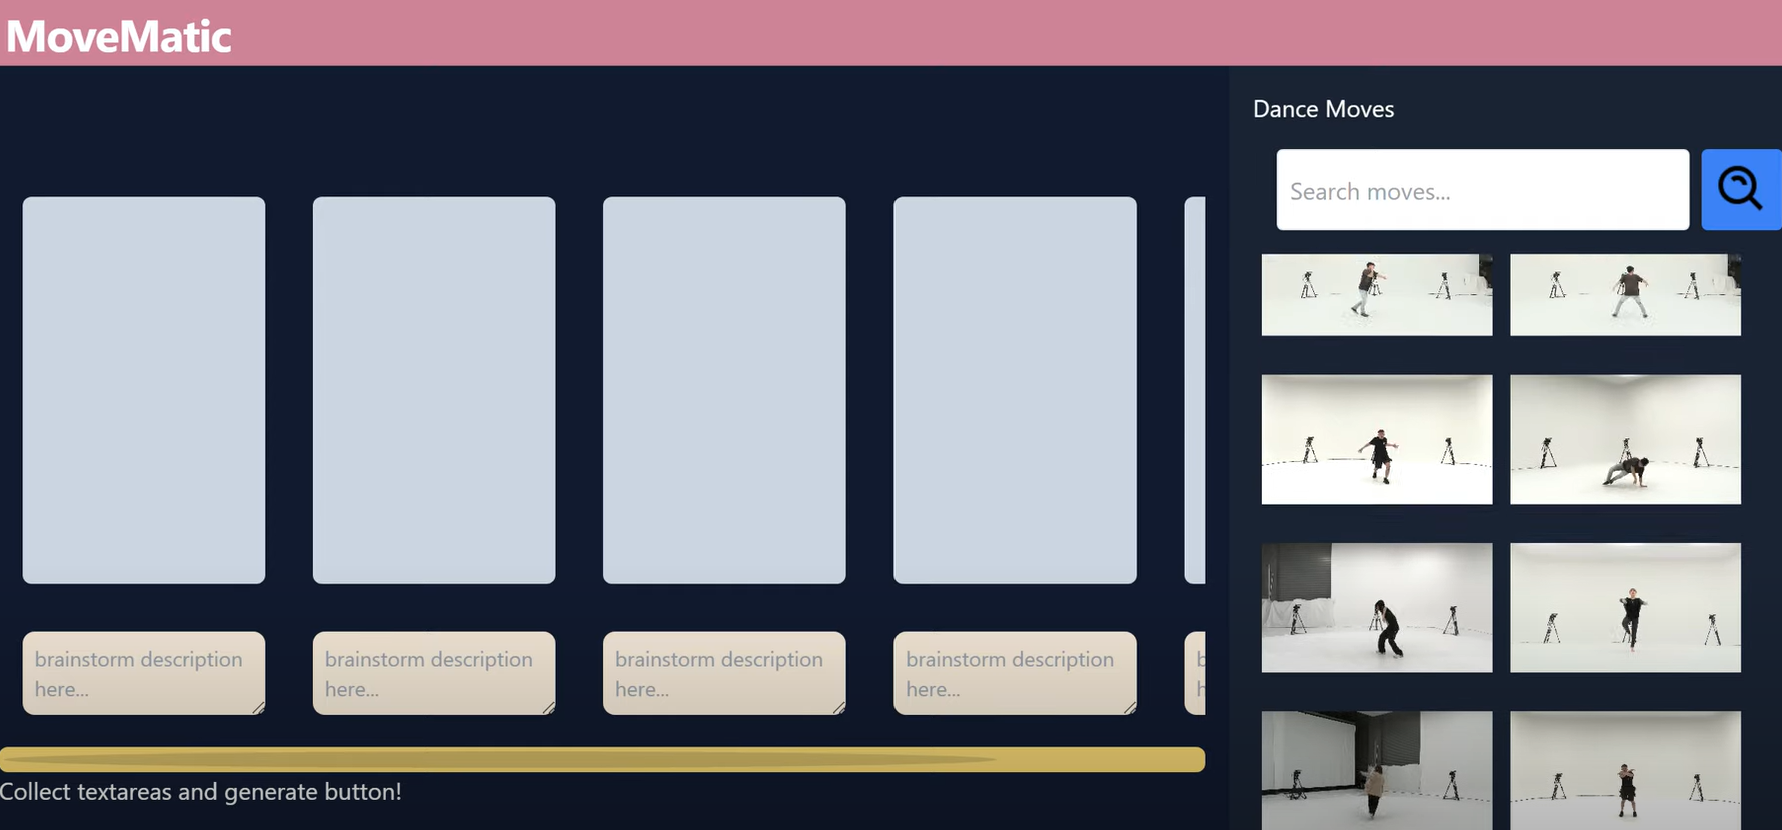 MoveMatic
Dance Moves
Search moves...
brainstorm description
here...
brainstorm description
here...
brainstorm description
here...
brainstorm description
here...
b
h
Collect textareas and generate button!